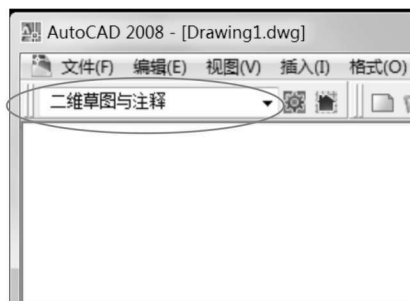 AutoCAD 2008 - [Drawing1.dwg]
文件(F) 编辑(E) 视图(V) 插入(I) 格式(O)
二维草图与注释